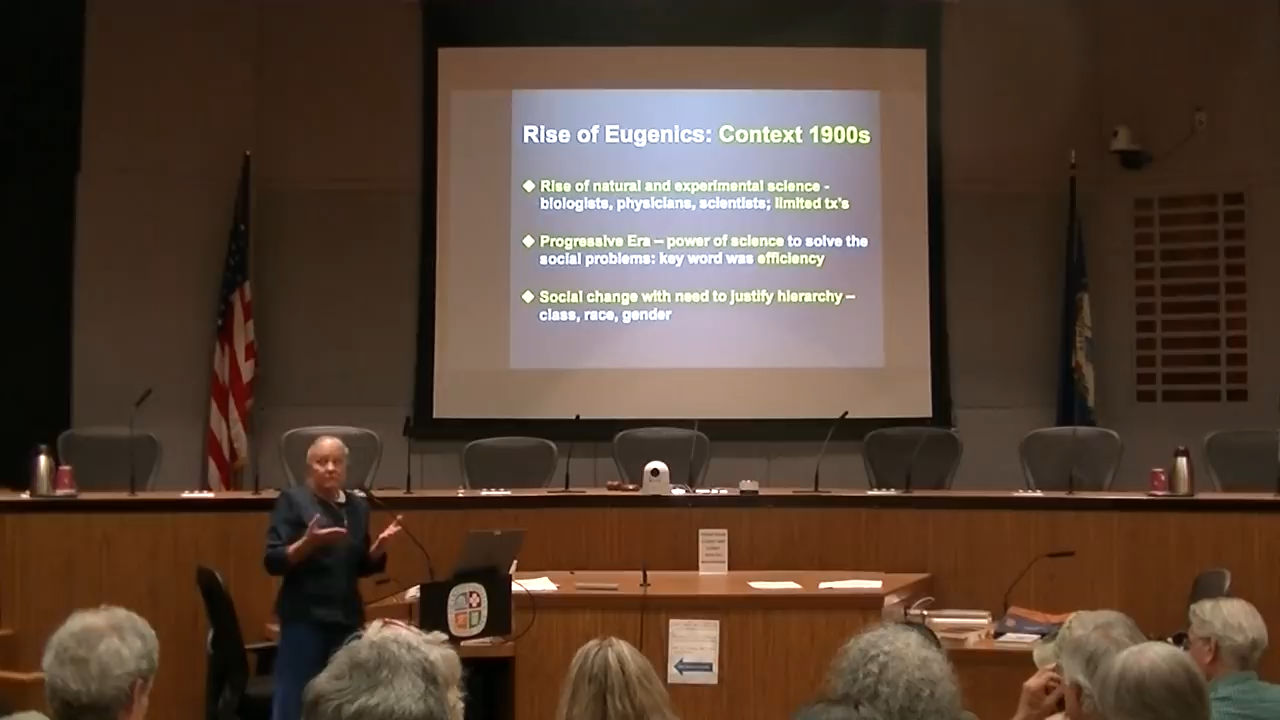 Rise of Eugenics: Context 1900s
◆ Rise of natural and experimental science -
biologists, physicians, scientists; limited tx's
◆ Progressive Era – power of science to solve the
social problems: key word was efficiency
◆ Social change with need to justify hierarchy –
class, race, gender